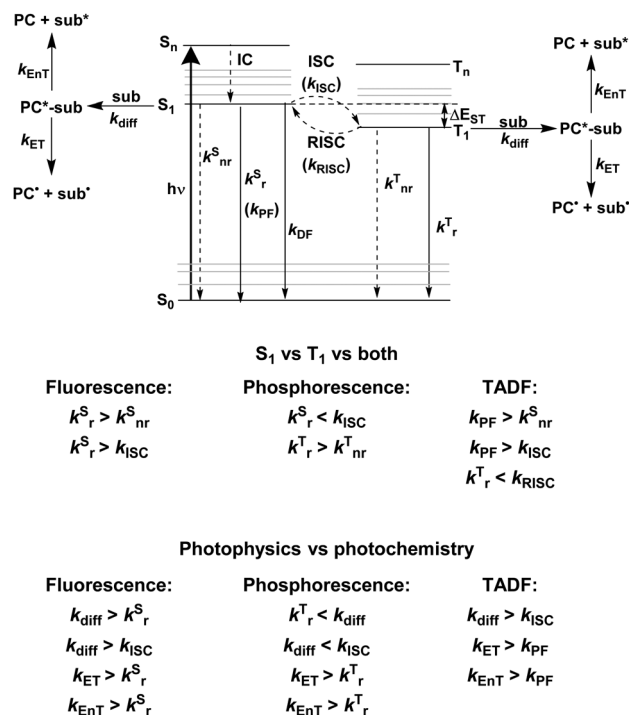 PC + sub*
k_EnT
PC*-sub
sub
k_diff
k_ET
PC• + sub•
S_n
IC
ISC
(k_ISC)
T_n
S_1
ΔE_ST
T_1
RISC
(k_RISC)
hν
k^S_nr
k^S_r
(k_PF)
k_DF
k^T_nr
k^T_r
S_0
PC + sub*
k_EnT
sub
k_diff
PC*-sub
k_ET
PC• + sub•
S_1 vs T_1 vs both
Fluorescence:
k^S_r > k^S_nr
k^S_r > k_ISC
Phosphorescence:
k^S_r < k_ISC
k^T_r > k^T_nr
TADF:
k_PF > k^S_nr
k_PF > k_ISC
k^T_r < k_RISC
Photophysics vs photochemistry
Fluorescence:
k_diff > k^S_r
k_diff > k_ISC
k_ET > k^S_r
k_EnT > k^S_r
Phosphorescence:
k^T_r < k_diff
k_diff < k_ISC
k_ET > k^T_r
k_EnT > k^T_r
TADF:
k_diff > k_ISC
k_ET > k_PF
k_EnT > k_PF